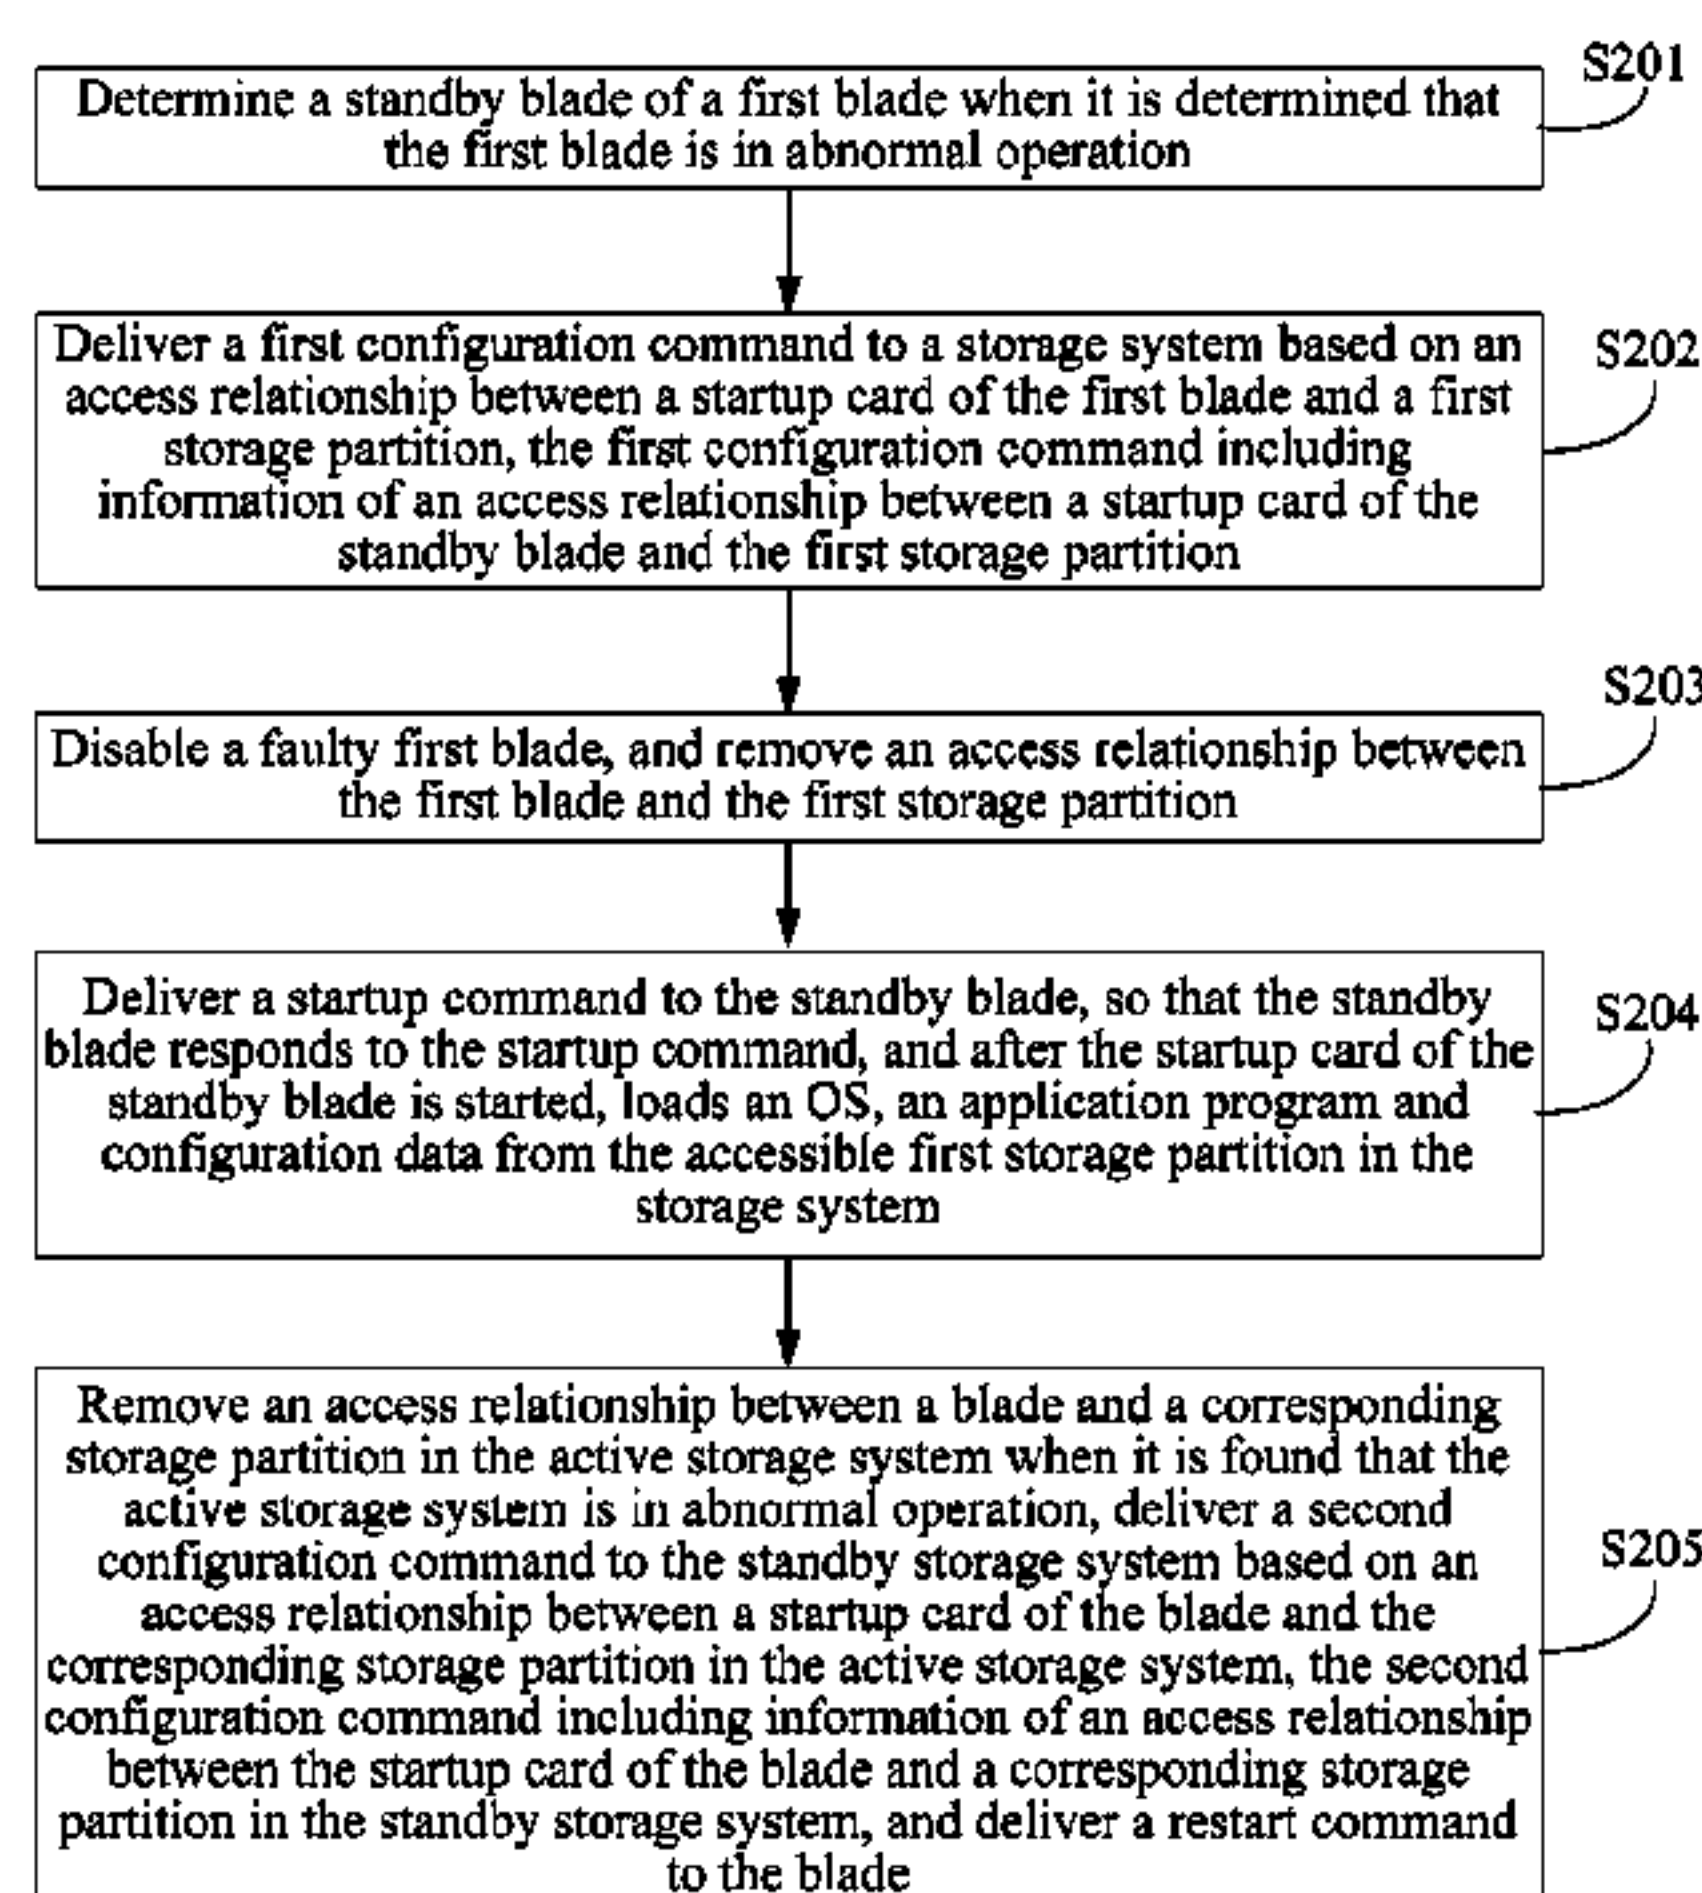 S201
Determine a standby blade of a first blade when it is determined that
the first blade is in abnormal operation
S202
Deliver a first configuration command to a storage system based on an
access relationship between a startup card of the first blade and a first
storage partition, the first configuration command including
information of an access relationship between a startup card of the
standby blade and the first storage partition
S203
Disable a faulty first blade, and remove an access relationship between
the first blade and the first storage partition
S204
Deliver a startup command to the standby blade, so that the standby
blade responds to the startup command, and after the startup card of the
standby blade is started, loads an OS, an application program and
configuration data from the accessible first storage partition in the
storage system
S205
Remove an access relationship between a blade and a corresponding
storage partition in the active storage system when it is found that the
active storage system is in abnormal operation, deliver a second
configuration command to the standby storage system based on an
access relationship between a startup card of the blade and the
corresponding storage partition in the active storage system, the second
configuration command including information of an access relationship
between the startup card of the blade and a corresponding storage
partition in the standby storage system, and deliver a restart command
to the blade